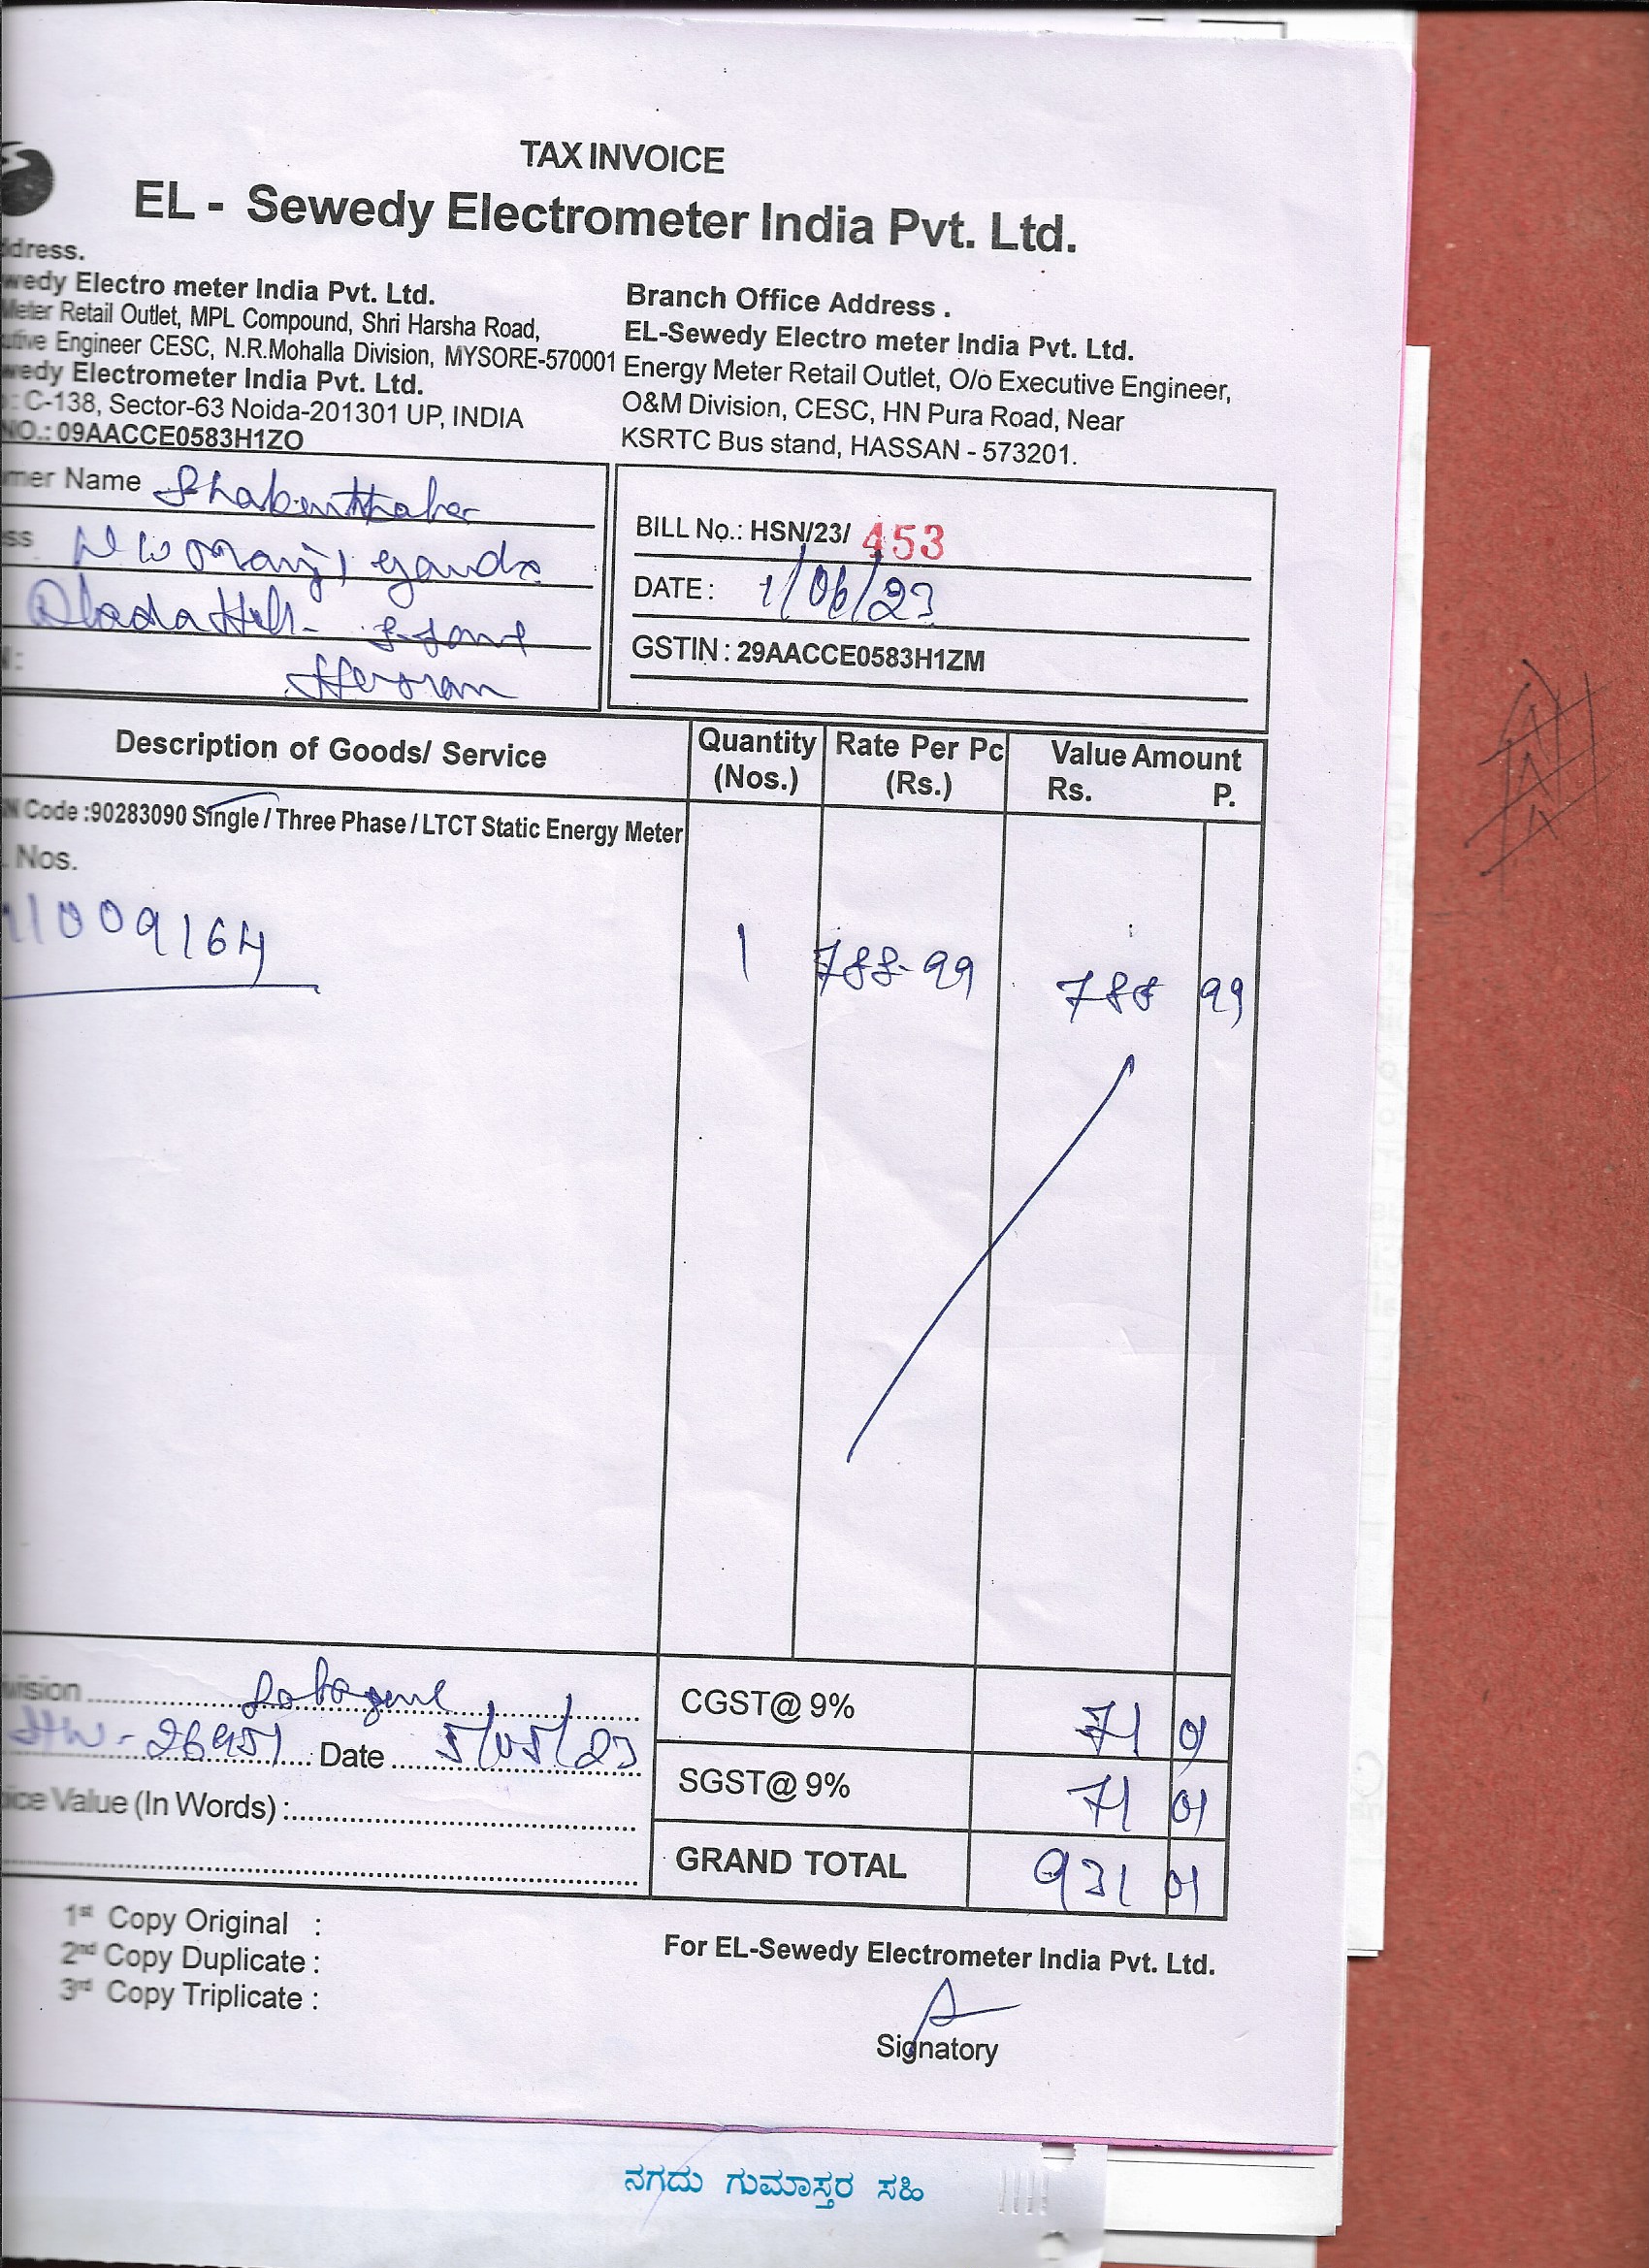 TAX INVOICE
EL - Sewedy Electrometer India Pvt. Ltd.
ddress.
wedy Electro meter India Pvt. Ltd.
Meter Retail Outlet, MPL Compound, Shri Harsha Road,
utive Engineer CESC, N.R.Mohalla Division, MYSORE-570001
wedy Electrometer India Pvt. Ltd.
: C-138, Sector-63 Noida-201301 UP, INDIA
NO.: 09AACCE0583H1ZO
Branch Office Address .
EL-Sewedy Electro meter India Pvt. Ltd.
Energy Meter Retail Outlet, O/o Executive Engineer,
O&M Division, CESC, HN Pura Road, Near
KSRTC Bus stand, HASSAN - 573201.
mer Name
ess
BILL No.: HSN/23/ 453
DATE : 1/06/23
GSTIN : 29AACCE0583H1ZM
Description of Goods/ Service
Quantity (Nos.)
Rate Per Pc (Rs.)
Value Amount
Rs. P.
N Code :90283090 Single / Three Phase / LTCT Static Energy Meter
. Nos.
1009164
1 788-99 788 99
vision
Date 5/05/23
CGST@ 9% 71 01
SGST@ 9% 71 01
oice Value (In Words) :
GRAND TOTAL 931 01
1st Copy Original :
2nd Copy Duplicate :
3rd Copy Triplicate :
For EL-Sewedy Electrometer India Pvt. Ltd.
Signatory
ನಗದು ಗುಮಾಸ್ತರ ಸಹಿ